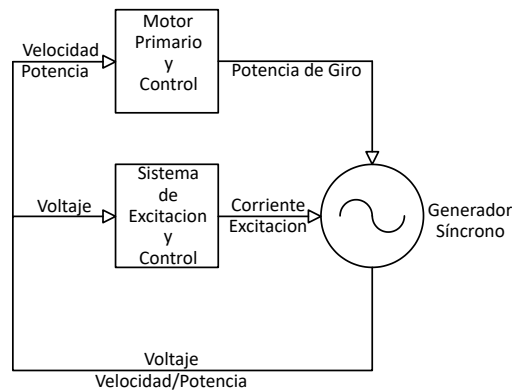 Motor
Primario
y
Control
Velocidad
Potencia
Potencia de Giro
Sistema
de
Excitacion
y
Control
Voltaje
Corriente
Excitacion
Generador
Síncrono
Voltaje
Velocidad/Potencia